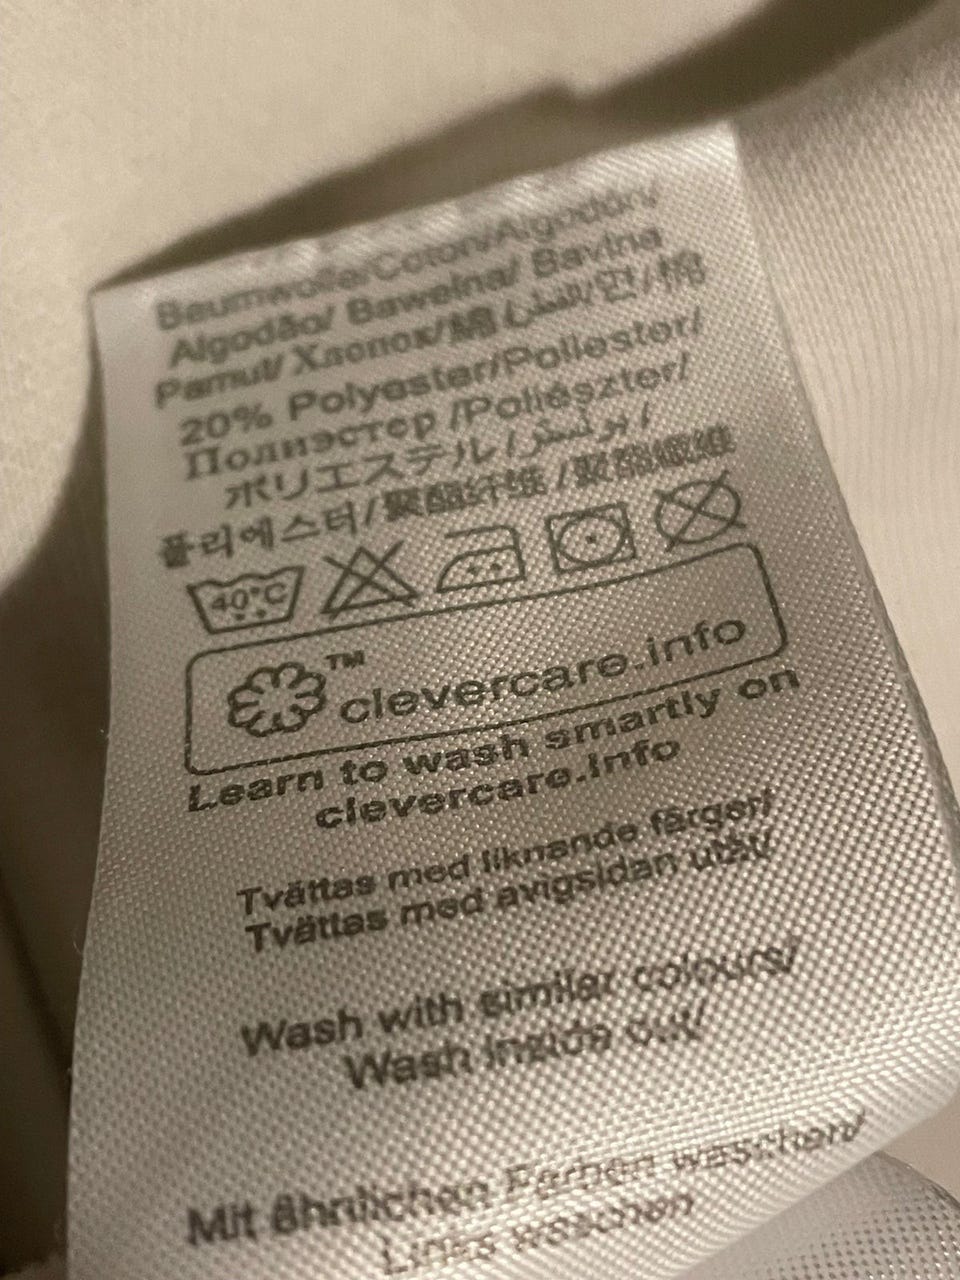 Baumwolle/Coton/Algodón/
Algodão/ Bawełna/ Bavlna
Pamut/ Хлопок/綿/القطن/면/棉
20% Polyester/Poliester/
Полиэстер /Poliészter/
ポリエステル/بوليستر/
폴리에스터/聚酯纤维/聚酯纖維
40°C
TM
clevercare.info
Learn to wash smartly on
clevercare.info
Tvättas med liknande färger/
Tvättas med avigsidan utåt/
Wash with similar colours/
Wash inside out/
Mit ähnlichen Farben waschen/
Links waschen